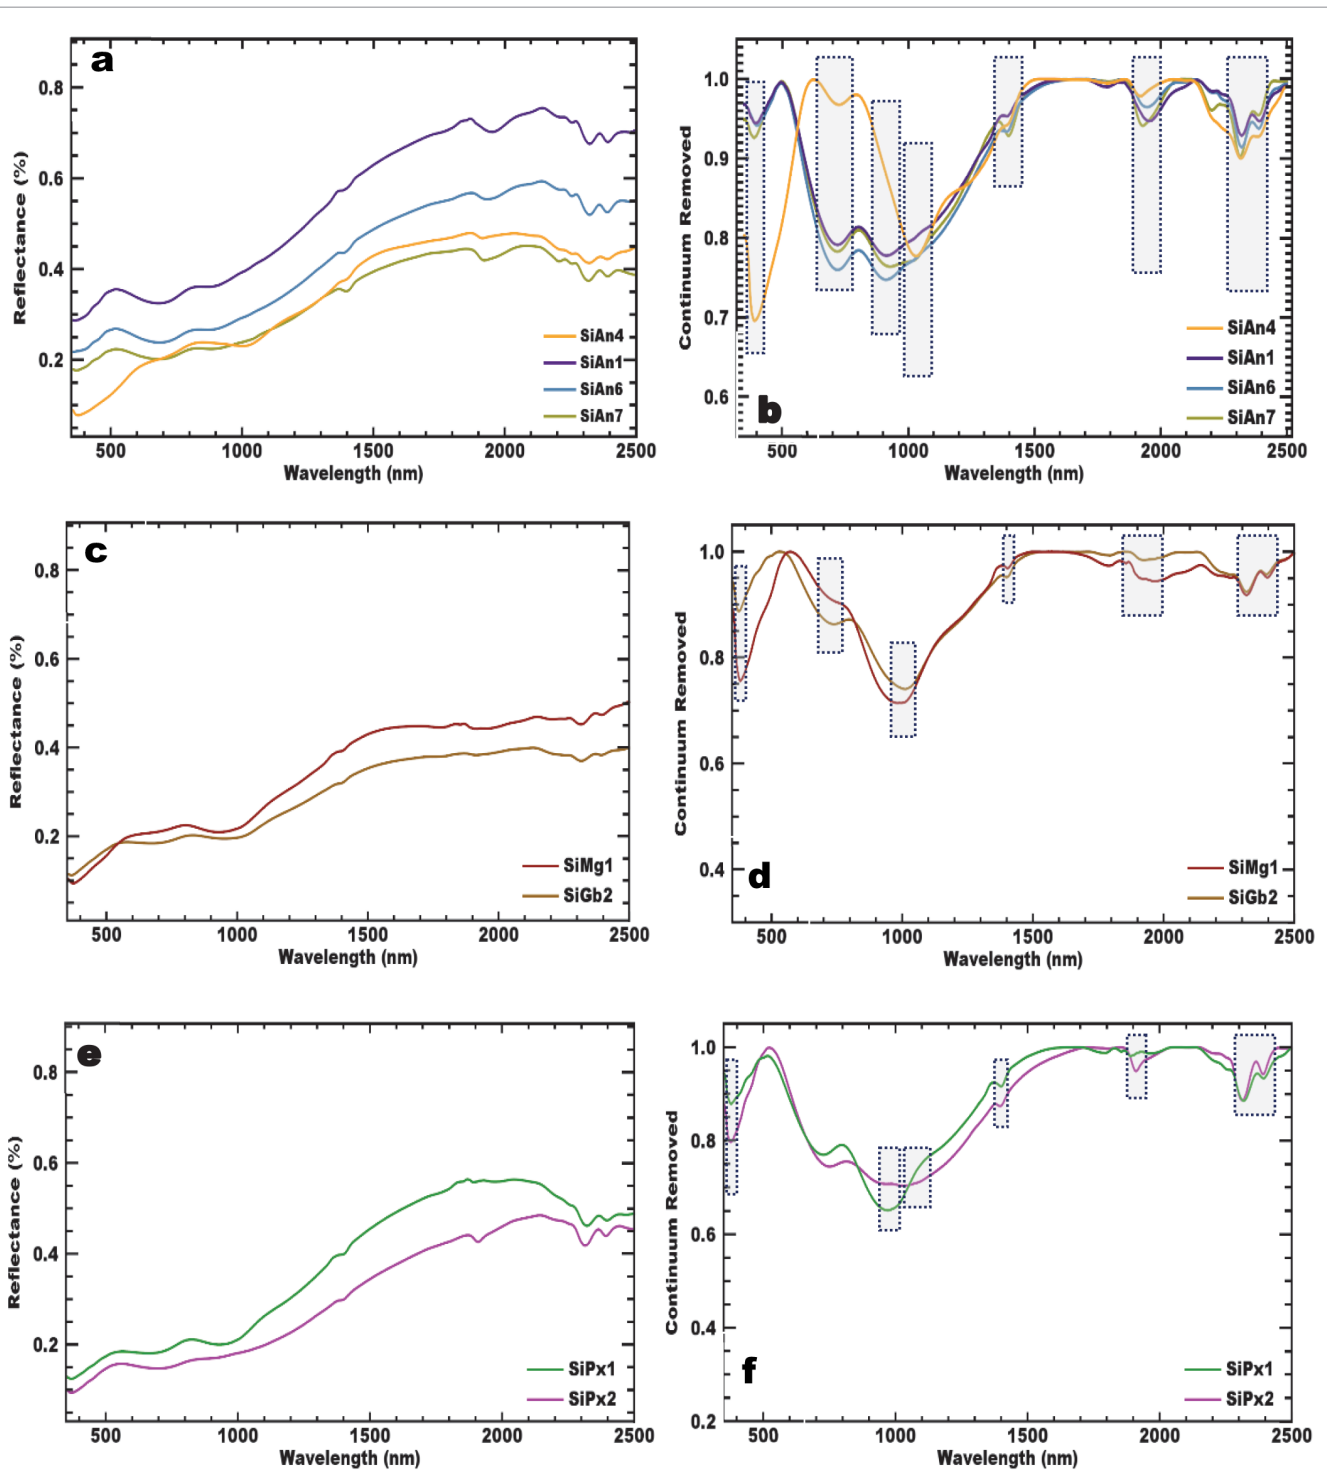 a
Reflectance (%)
0.8
0.6
0.4
0.2
SiAn4
SiAn1
SiAn6
SiAn7
500 1000 1500 2000 2500
Wavelength (nm)
b
Continuum Removed
1.0
0.9
0.8
0.7
0.6
SiAn4
SiAn1
SiAn6
SiAn7
500 1000 1500 2000 2500
Wavelength (nm)
c
Reflectance (%)
0.8
0.6
0.4
0.2
SiMg1
SiGb2
500 1000 1500 2000 2500
Wavelength (nm)
d
Continuum Removed
1.0
0.8
0.6
0.4
SiMg1
SiGb2
500 1000 1500 2000 2500
Wavelength (nm)
e
Reflectance (%)
0.8
0.6
0.4
0.2
SiPx1
SiPx2
500 1000 1500 2000 2500
Wavelength (nm)
f
Continuum Removed
1.0
0.8
0.6
0.4
0.2
SiPx1
SiPx2
500 1000 1500 2000 2500
Wavelength (nm)